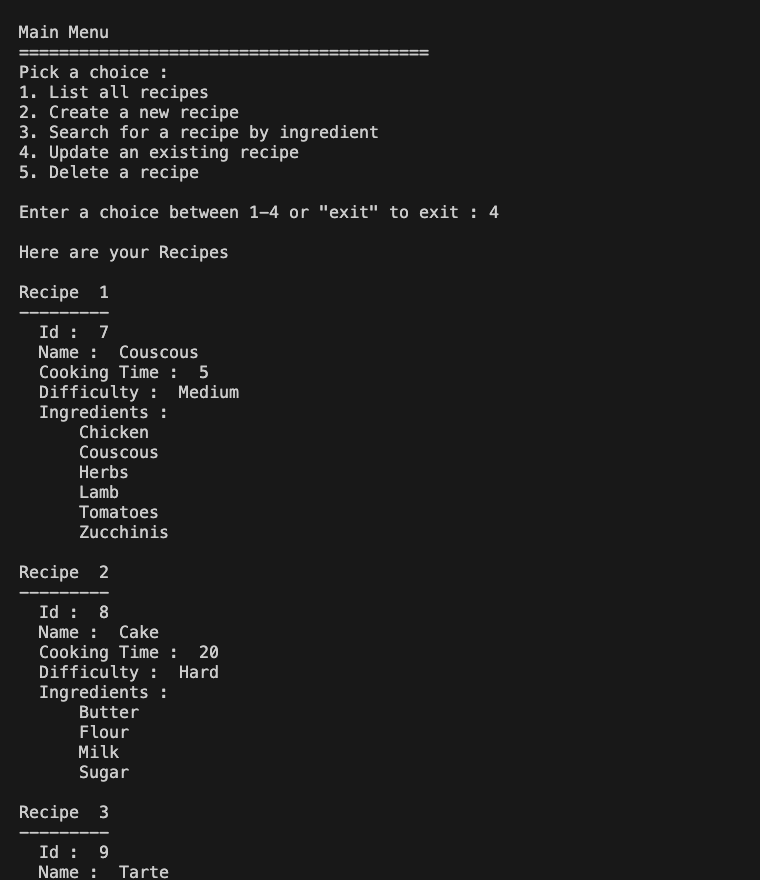 Main Menu
=========================================
Pick a choice :
1. List all recipes
2. Create a new recipe
3. Search for a recipe by ingredient
4. Update an existing recipe
5. Delete a recipe
Enter a choice between 1-4 or "exit" to exit : 4
Here are your Recipes
Recipe  1
---------
  Id :  7
  Name :  Couscous
  Cooking Time :  5
  Difficulty :  Medium
  Ingredients :
      Chicken
      Couscous
      Herbs
      Lamb
      Tomatoes
      Zucchinis
Recipe  2
---------
  Id :  8
  Name :  Cake
  Cooking Time :  20
  Difficulty :  Hard
  Ingredients :
      Butter
      Flour
      Milk
      Sugar
Recipe  3
---------
  Id :  9
  Name :  Tarte